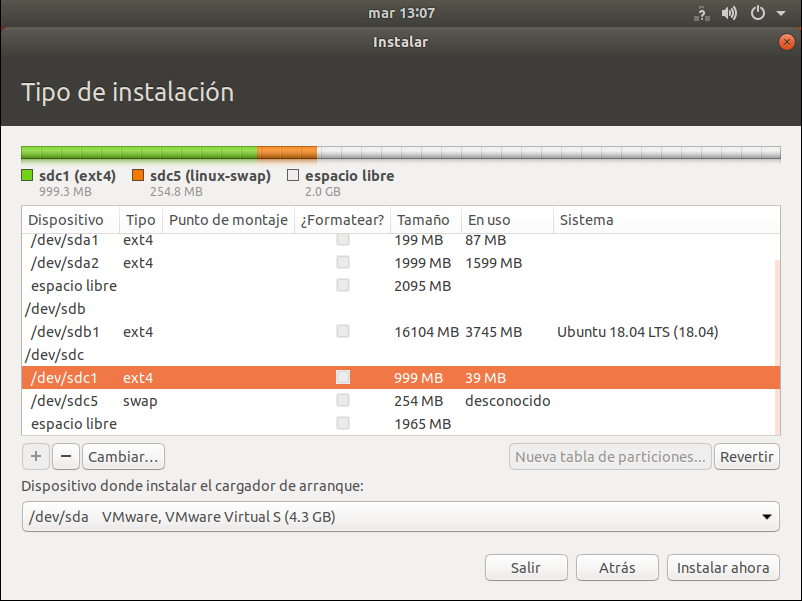 mar 13:07
Instalar
Tipo de instalación
sdc1 (ext4) sdc5 (linux-swap) espacio libre
999.3 MB 254.8 MB 2.0 GB
Dispositivo Tipo Punto de montaje ¿Formatear? Tamaño En uso Sistema
/dev/sda1 ext4 199 MB 87 MB
/dev/sda2 ext4 1999 MB 1599 MB
espacio libre 2095 MB
/dev/sdb
/dev/sdb1 ext4 16104 MB 3745 MB Ubuntu 18.04 LTS (18.04)
/dev/sdc
/dev/sdc1 ext4 999 MB 39 MB
/dev/sdc5 swap 254 MB desconocido
espacio libre 1965 MB
+ − Cambiar... Nueva tabla de particiones... Revertir
Dispositivo donde instalar el cargador de arranque:
/dev/sda VMware, VMware Virtual S (4.3 GB)
Salir Atrás Instalar ahora